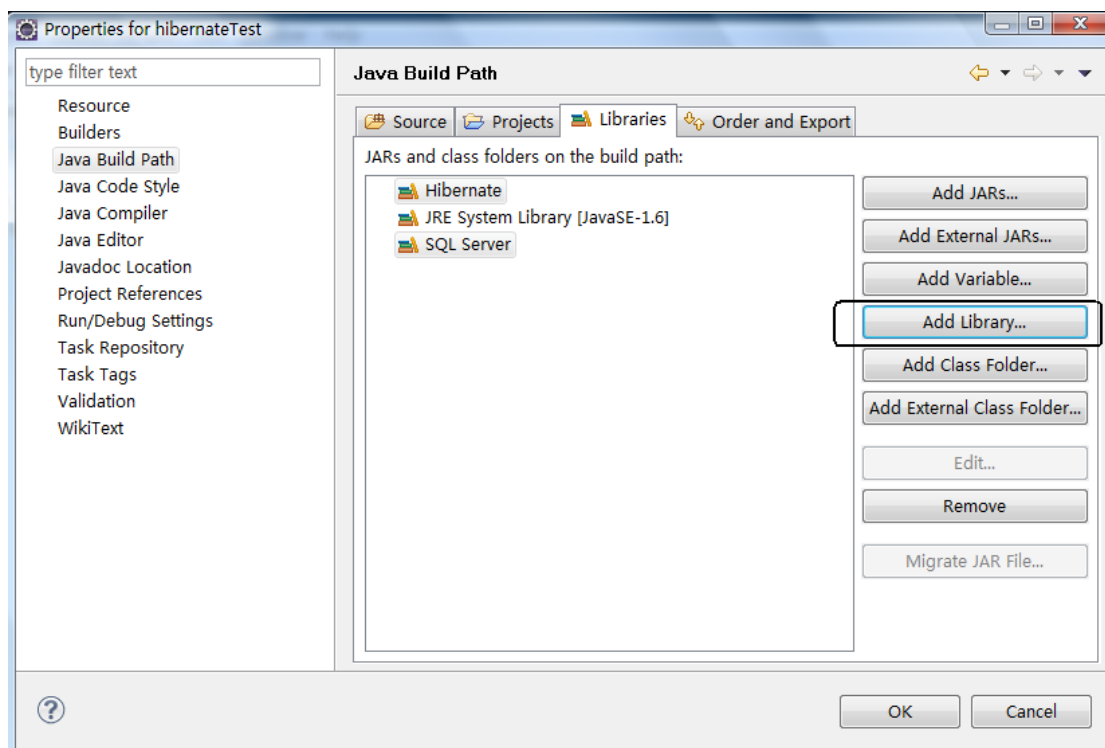 Properties for hibernateTest
type filter text
Resource
Builders
Java Build Path
Java Code Style
Java Compiler
Java Editor
Javadoc Location
Project References
Run/Debug Settings
Task Repository
Task Tags
Validation
WikiText
Java Build Path
Source Projects Libraries Order and Export
JARs and class folders on the build path:
Hibernate
JRE System Library [JavaSE-1.6]
SQL Server
Add JARs...
Add External JARs...
Add Variable...
Add Library...
Add Class Folder...
Add External Class Folder...
Edit...
Remove
Migrate JAR File...
?
OK Cancel